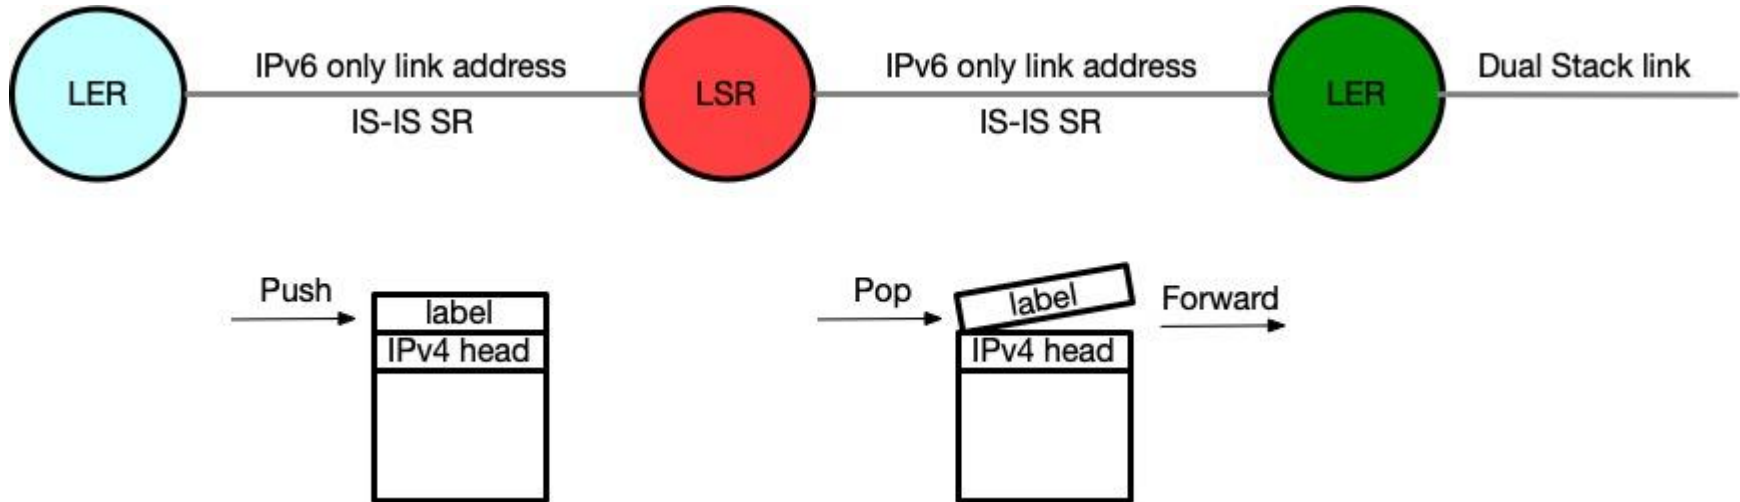 LER
IPv6 only link address
IS-IS SR
LSR
IPv6 only link address
IS-IS SR
LER
Dual Stack link
Push
label
IPv4 head
Pop
label
IPv4 head
Forward